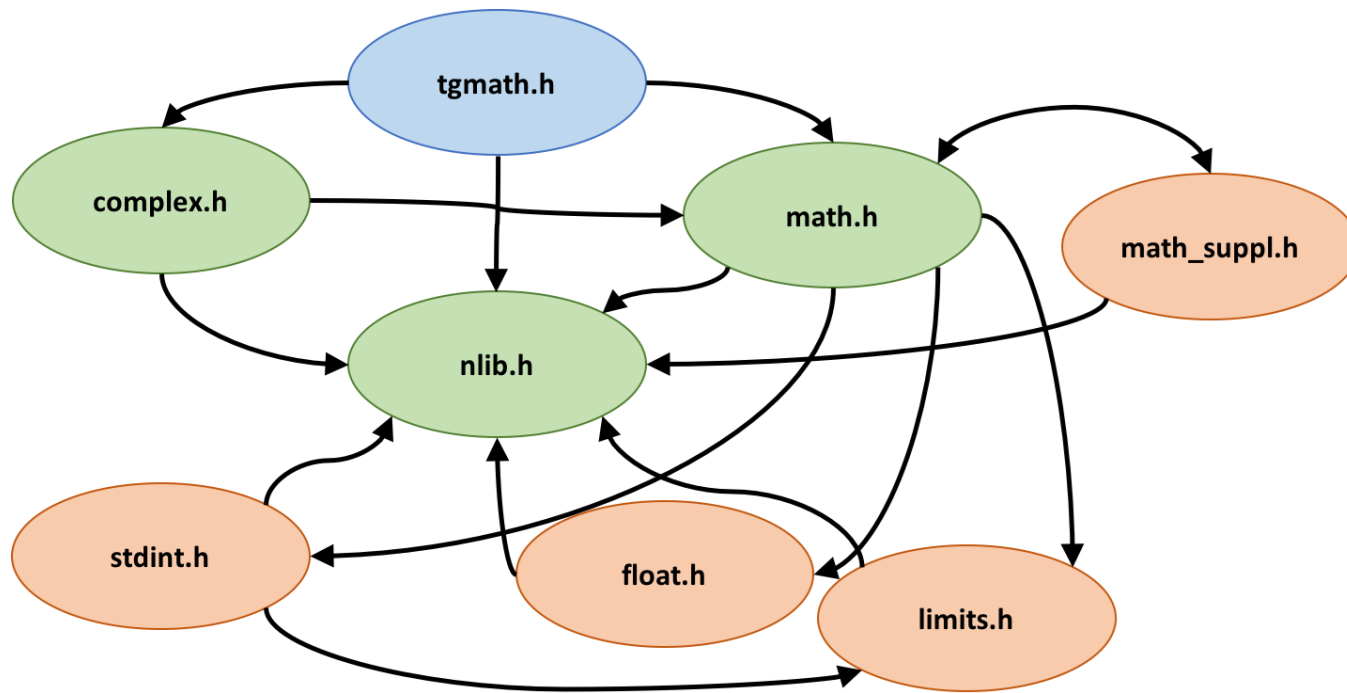 tgmath.h
complex.h
math.h
math_suppl.h
nlib.h
stdint.h
float.h
limits.h